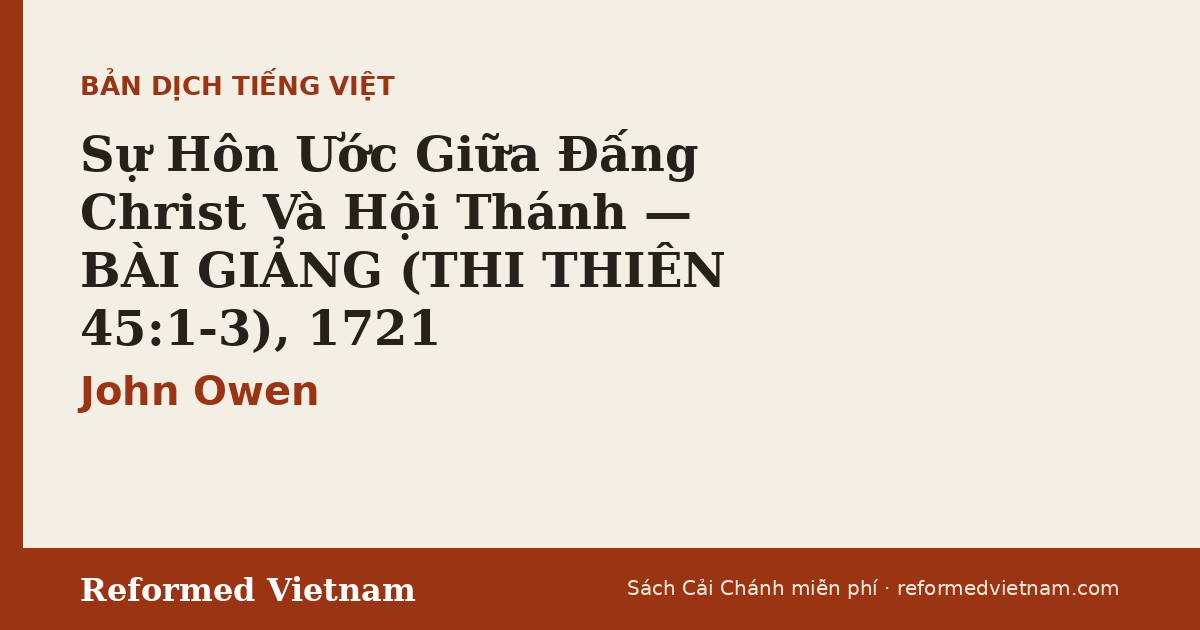 BẢN DỊCH TIẾNG VIỆT
Sự Hôn Ước Giữa Đấng
Christ Và Hội Thánh —
BÀI GIẢNG (THI THIÊN
45:1-3), 1721
John Owen
Reformed Vietnam
Sách Cải Chánh miễn phí · reformedvietnam.com